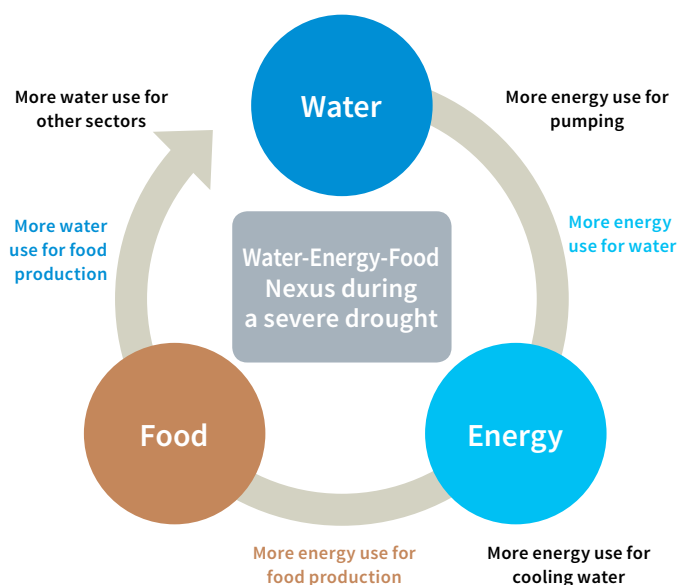 Water
More water use for
other sectors
More energy use for
pumping
More water
use for food
production
More energy
use for water
Water-Energy-Food
Nexus during
a severe drought
Food
Energy
More energy use for
food production
More energy use for
cooling water